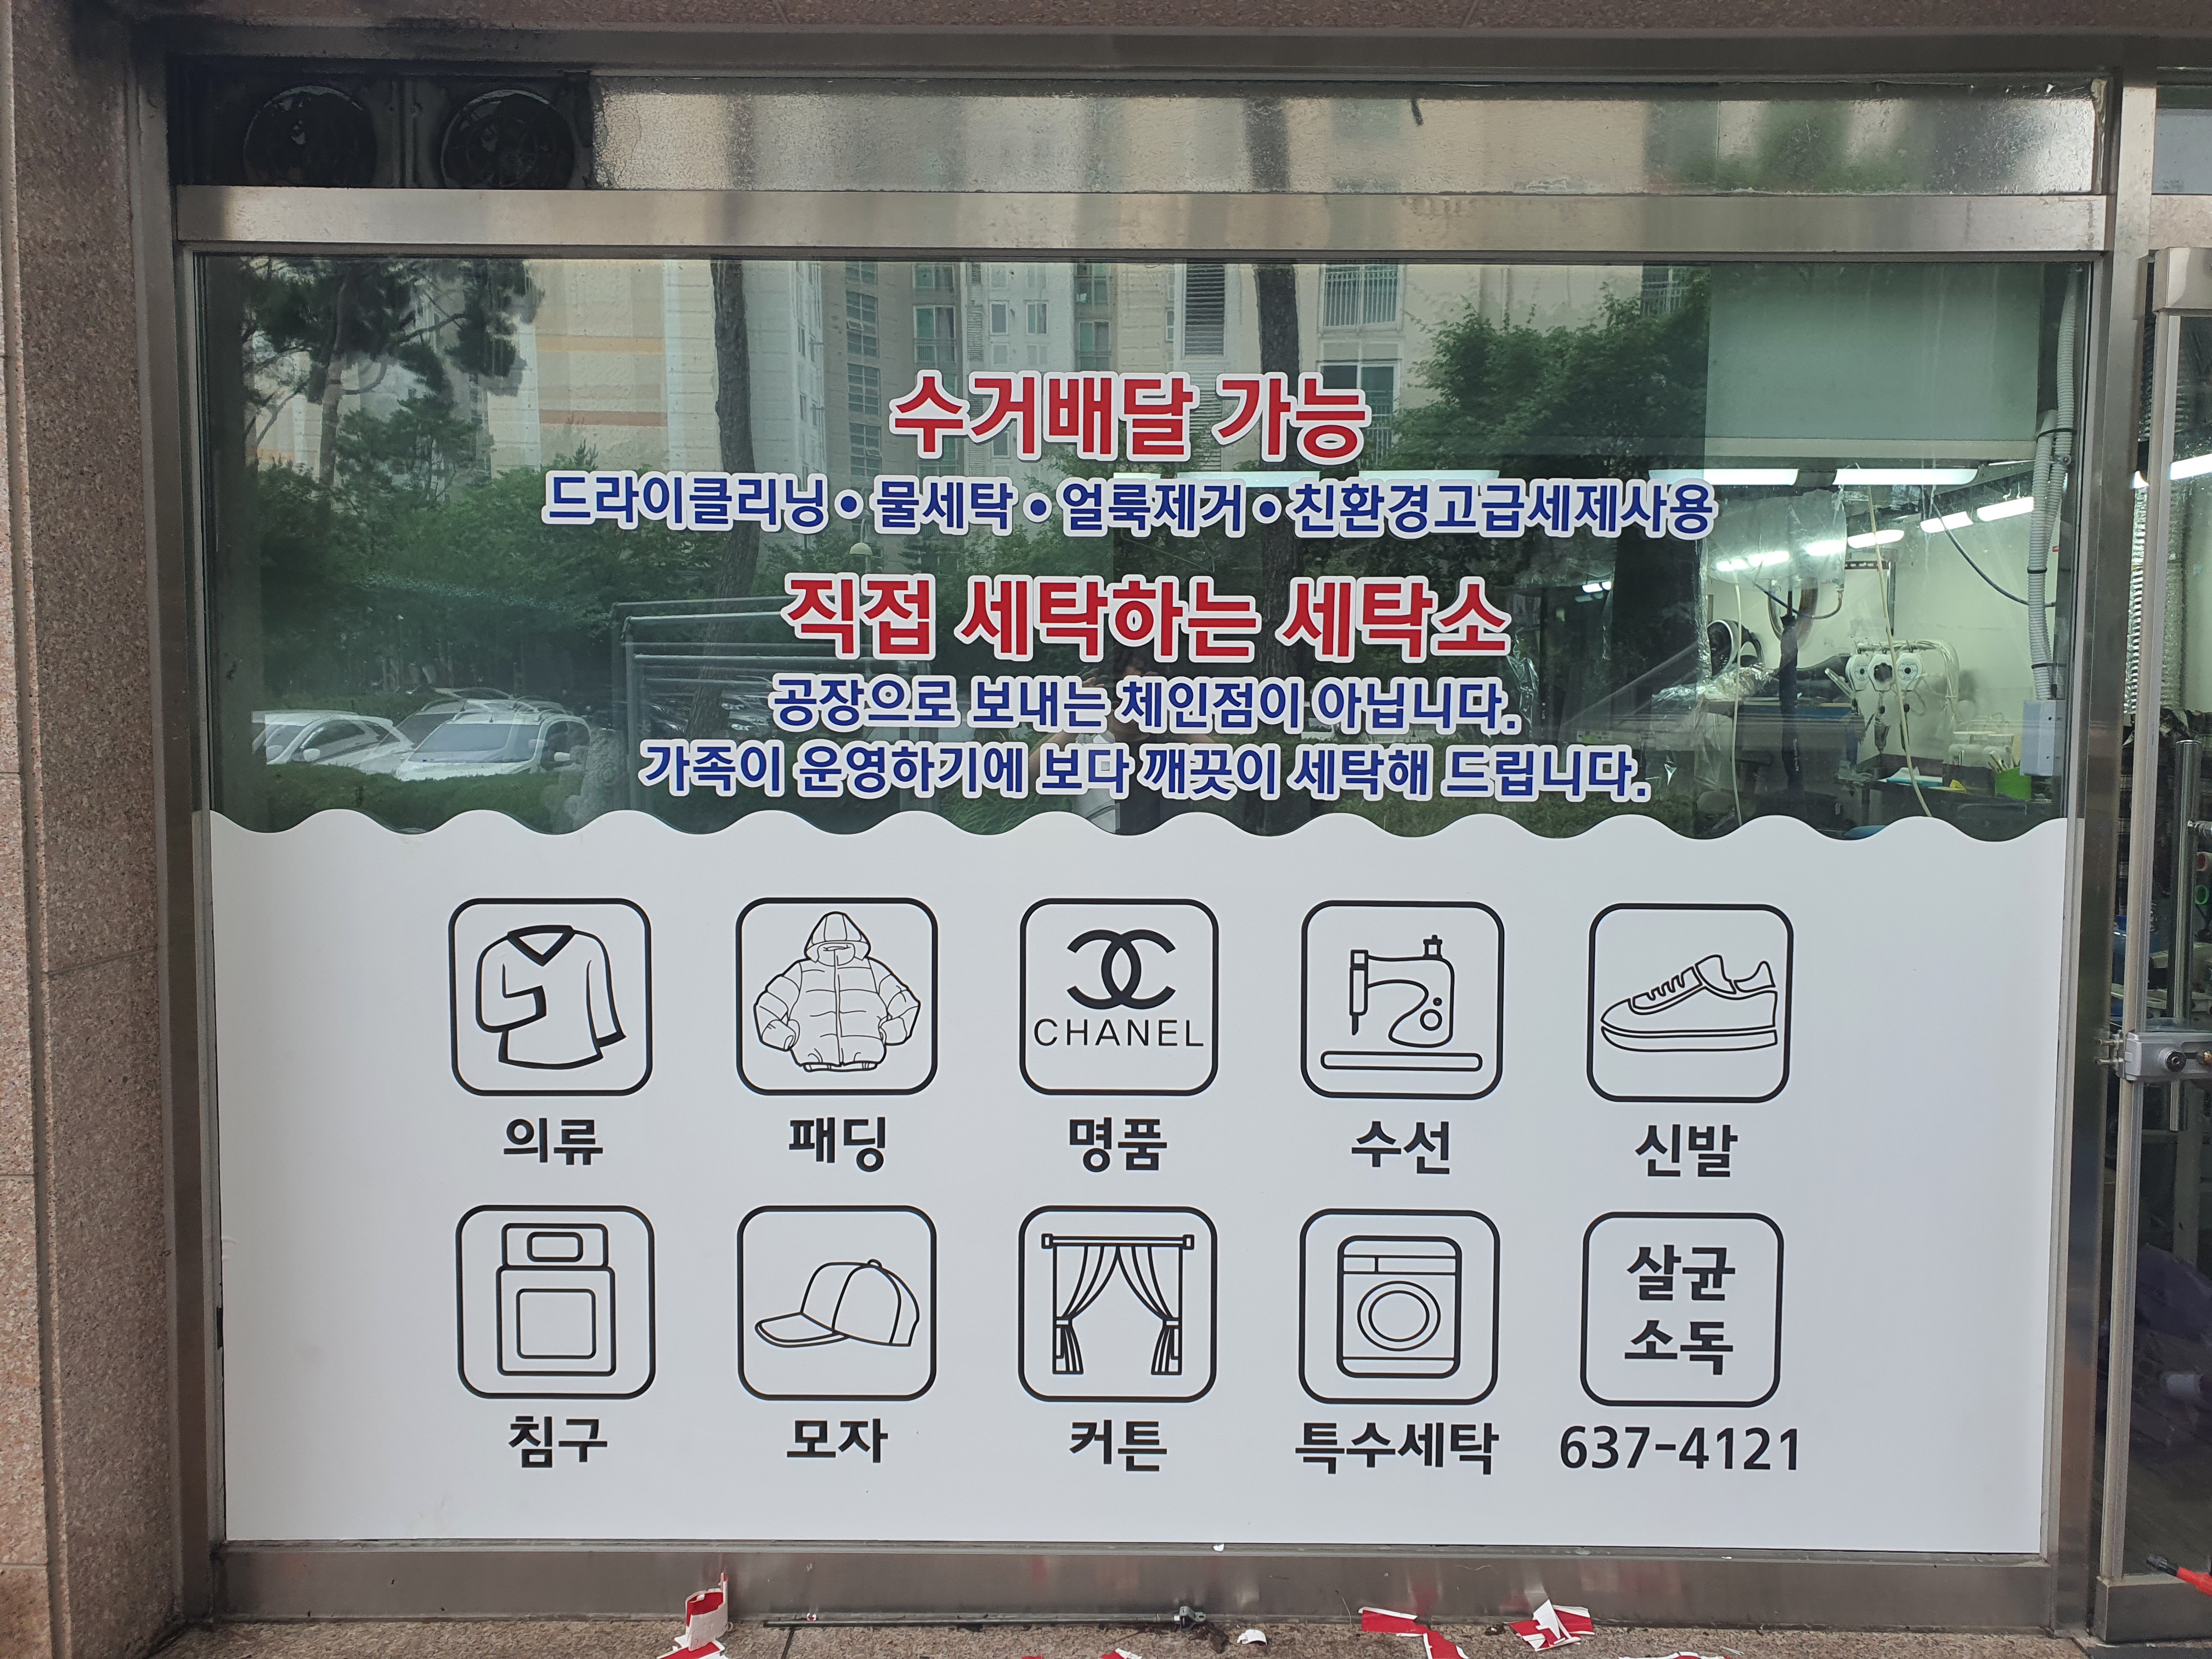 수거배달 가능
드라이클리닝•물세탁•얼룩제거•친환경고급세제사용
직접 세탁하는 세탁소
공장으로 보내는 체인점이 아닙니다.
가족이 운영하기에 보다 깨끗이 세탁해 드립니다.
CHANEL
의류 패딩 명품 수선 신발
살균
소독
침구 모자 커튼 특수세탁 637-4121